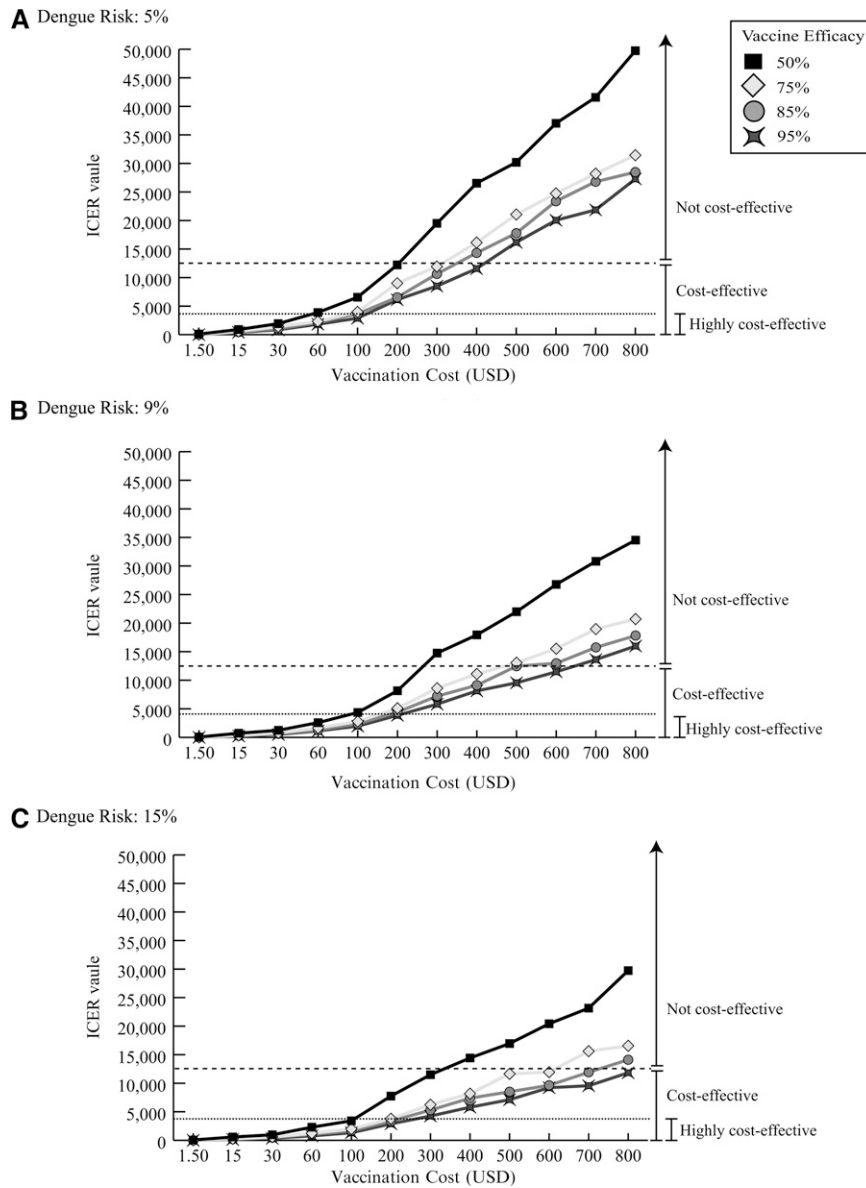 A Dengue Risk: 5%
Vaccine Efficacy
50%
75%
85%
95%
50,000
45,000
40,000
35,000
30,000
25,000
20,000
15,000
10,000
5,000
0
ICER vaule
Not cost-effective
Cost-effective
Highly cost-effective
1.50 15 30 60 100 200 300 400 500 600 700 800
Vaccination Cost (USD)
B Dengue Risk: 9%
50,000
45,000
40,000
35,000
30,000
25,000
20,000
15,000
10,000
5,000
0
ICER vaule
Not cost-effective
Cost-effective
Highly cost-effective
1.50 15 30 60 100 200 300 400 500 600 700 800
Vaccination Cost (USD)
C Dengue Risk: 15%
50,000
45,000
40,000
35,000
30,000
25,000
20,000
15,000
10,000
5,000
0
ICER vaule
Not cost-effective
Cost-effective
Highly cost-effective
1.50 15 30 60 100 200 300 400 500 600 700 800
Vaccination Cost (USD)